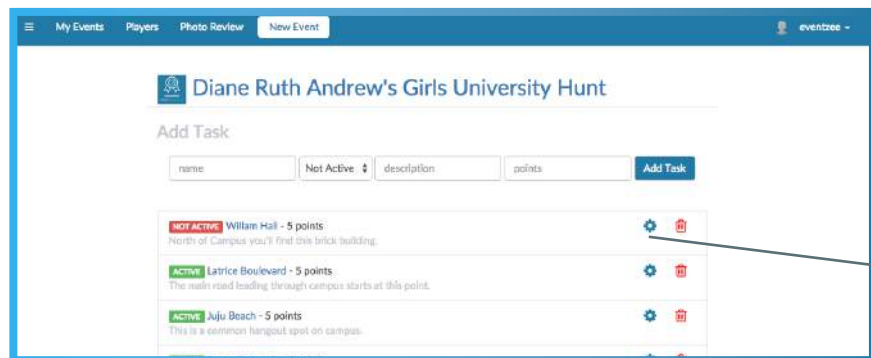 My Events Players Photo Review New Event eventzee
Diane Ruth Andrew's Girls University Hunt
Add Task
name Not Active description points Add Task
NOT ACTIVE Willam Hall - 5 points
North of Campus you'll find this brick building.
ACTIVE Latrice Boulevard - 5 points
The main road leading through campus starts at this point.
ACTIVE Juju Beach - 5 points
This is a common hangout spot on campus.